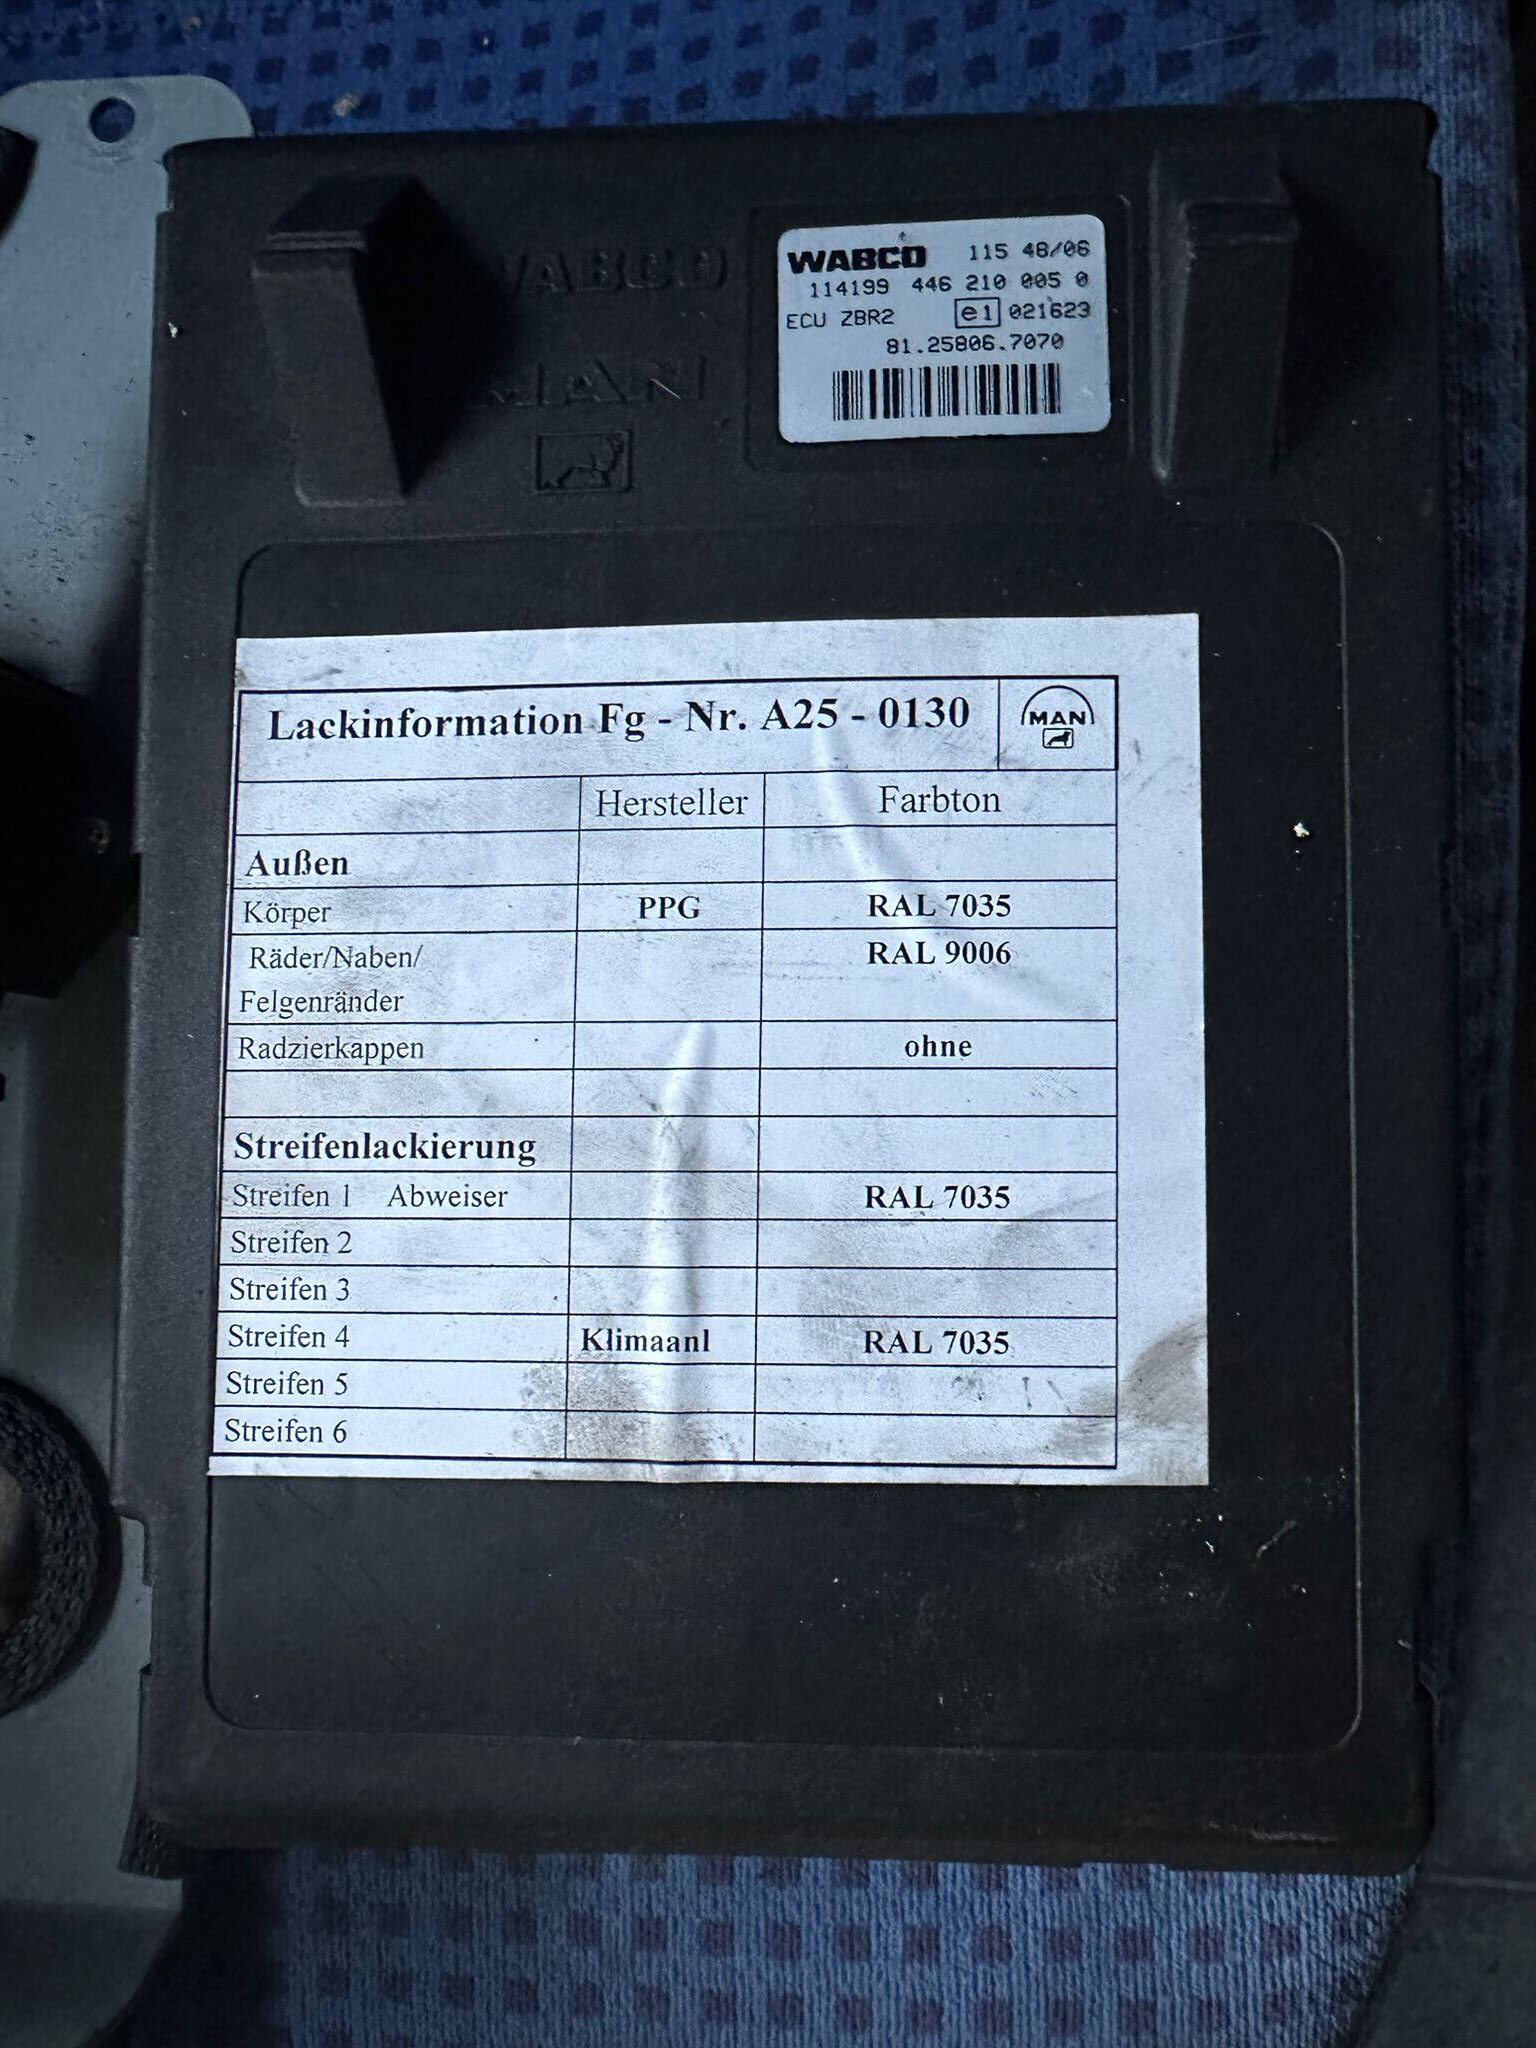 WABCO
MAN
WABCO 115 48/06
114199 446 210 005 0
ECU ZBR2 e1 021623
81.25806.7070
Lackinformation Fg - Nr. A25 - 0130
MAN
Hersteller Farbton
Außen
Körper PPG RAL 7035
Räder/Naben/ RAL 9006
Felgenränder
Radzierkappen ohne
Streifenlackierung
Streifen 1 Abweiser RAL 7035
Streifen 2
Streifen 3
Streifen 4 Klimaanl RAL 7035
Streifen 5
Streifen 6